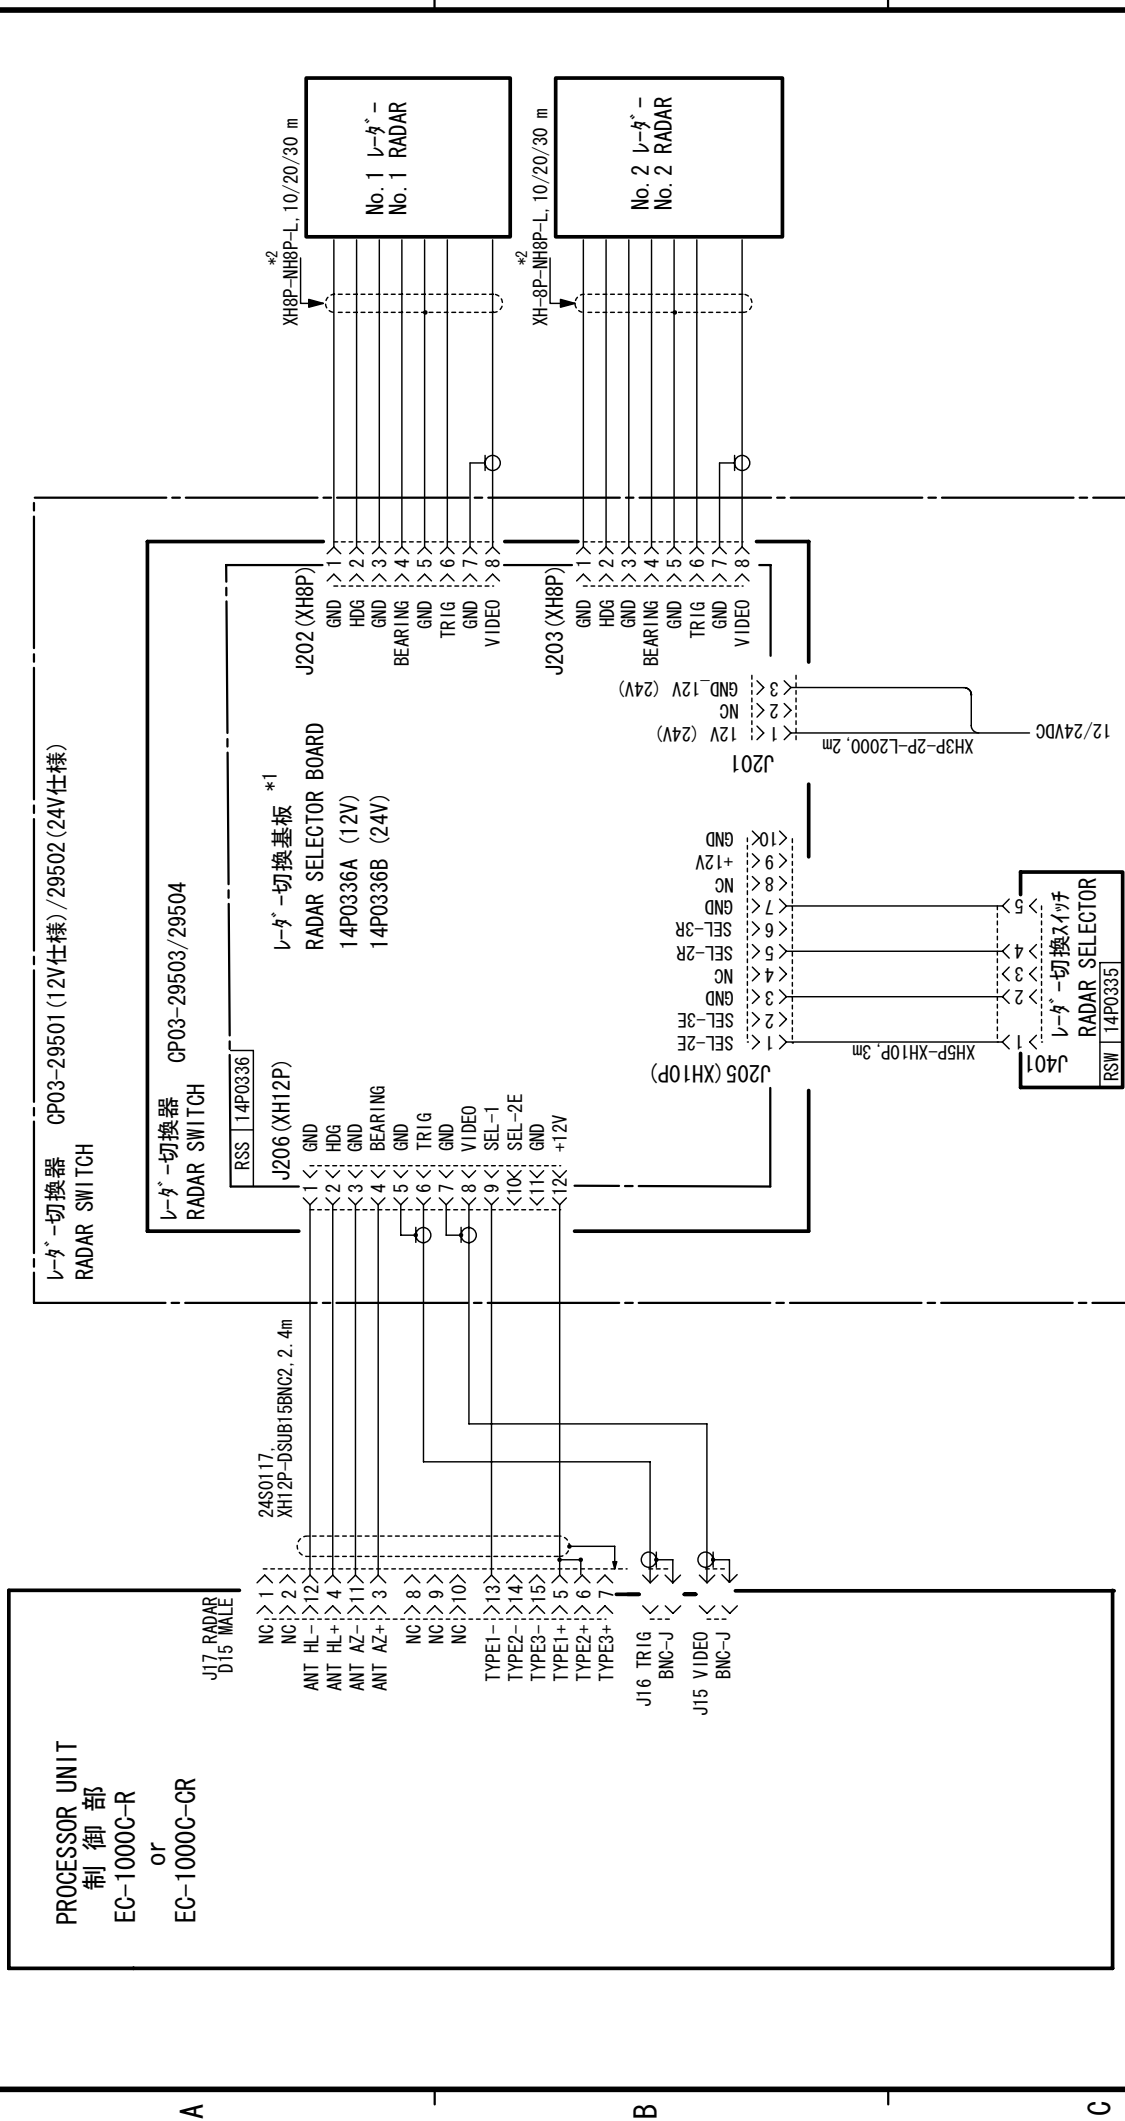 PROCESSOR UNIT
制 御 部
EC-1000C-R
or
EC-1000C-CR
J17 RADAR
D15 MALE
NC 1
NC 2
ANT HL- 12
ANT HL+ 4
ANT AZ- 11
ANT AZ+ 3
NC 8
NC 9
NC 10
TYPE1- 13
TYPE2- 14
TYPE3- 15
TYPE1+ 5
TYPE2+ 6
TYPE3+ 7
J16 TRIG
BNC-J
J15 VIDEO
BNC-J
24S0117,
XH12P-DSUB15BNC2, 2.4m
レーダー切換器 CP03-29501(12V仕様)/29502(24V仕様)
RADAR SWITCH
レーダー切換器 CP03-29503/29504
RADAR SWITCH
RSS 14P0336
J206(XH12P)
1 GND
2 HDG
3 GND
4 BEARING
5 GND
6 TRIG
7 GND
8 VIDEO
9 SEL-1
10 SEL-2E
11 GND
12 +12V
レーダー切換基板 *1
RADAR SELECTOR BOARD
14P0336A (12V)
14P0336B (24V)
J202(XH8P)
GND 1
HDG 2
GND 3
BEARING 4
GND 5
TRIG 6
GND 7
VIDEO 8
J203(XH8P)
GND 1
HDG 2
GND 3
BEARING 4
GND 5
TRIG 6
GND 7
VIDEO 8
*2
XH8P-NH8P-L, 10/20/30 m
No.1 レーダー
No.1 RADAR
*2
XH-8P-NH8P-L, 10/20/30 m
No.2 レーダー
No.2 RADAR
J201
12V (24V) 1
NC 2
GND_12V (24V) 3
XH3P-2P-L2000, 2m
12/24VDC
J205(XH10P)
SEL-2E 1
SEL-3E 2
GND 3
NC 4
SEL-2R 5
SEL-3R 6
GND 7
NC 8
+12V 9
GND 10
XH5P-XH10P, 3m
J401
1
2
3
4
5
レーダー切換スイッチ
RADAR SELECTOR
RSW 14P0335
A
B
C